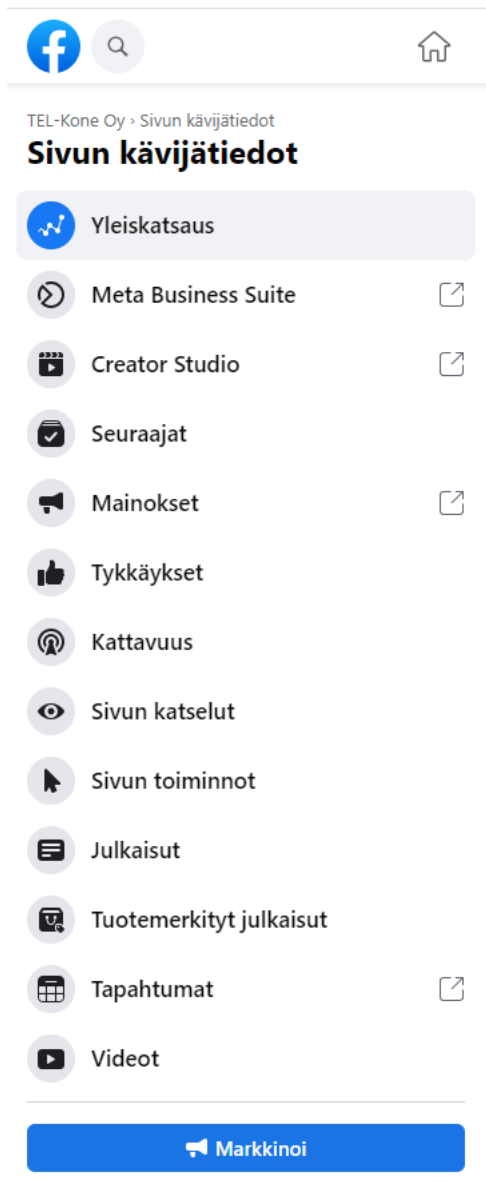 TEL-Kone Oy › Sivun kävijätiedot
Sivun kävijätiedot
Yleiskatsaus
Meta Business Suite
Creator Studio
Seuraajat
Mainokset
Tykkäykset
Kattavuus
Sivun katselut
Sivun toiminnot
Julkaisut
Tuotemerkityt julkaisut
Tapahtumat
Videot
Markkinoi